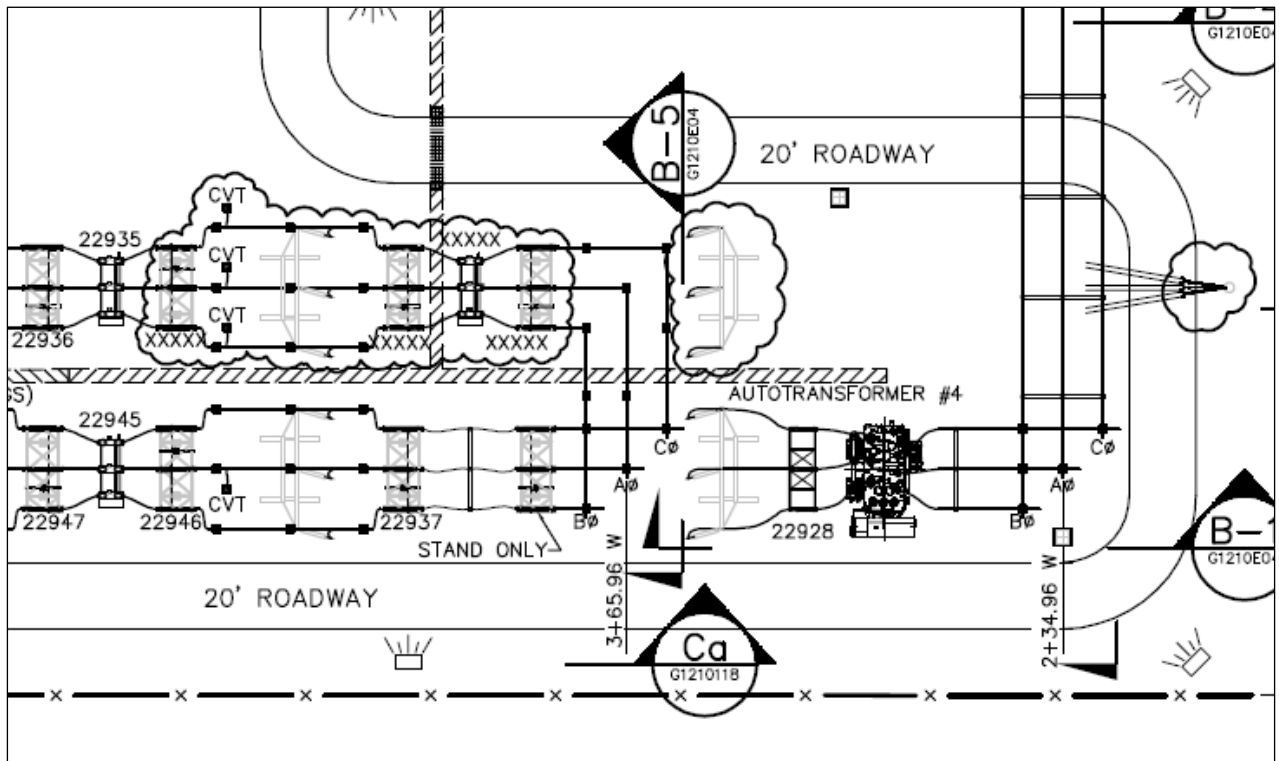 B-5
G1210E04
20' ROADWAY
G1210E04
CVT
22935
XXXXX
CVT
CVT
22936
XXXXX
XXXXX
XXXXX
AUTOTRANSFORMER #4
22945
CØ
CØ
AØ
AØ
CVT
22947
22946
22937
BØ
22928
BØ
STAND ONLY
20' ROADWAY
3+65.96 W
2+34.96 W
G1210E04
Ca
G1210118